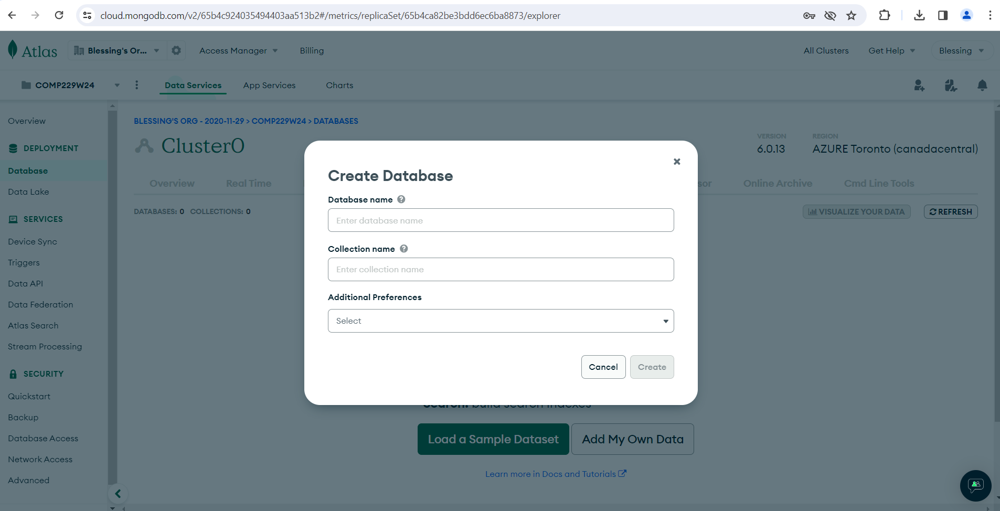 cloud.mongodb.com/v2/65b4c924035494403aa513b2#/metrics/replicaSet/65b4ca82be3bdd6ec6ba8873/explorer
Atlas
Blessing's Or...
Access Manager
Billing
All Clusters
Get Help
Blessing
COMP229W24
Data Services
App Services
Charts
Overview
DEPLOYMENT
Database
Data Lake
SERVICES
Device Sync
Triggers
Data API
Data Federation
Atlas Search
Stream Processing
SECURITY
Quickstart
Backup
Database Access
Network Access
Advanced
BLESSING'S ORG - 2020-11-29 > COMP229W24 > DATABASES
Cluster0
VERSION
6.0.13
REGION
AZURE Toronto (canadacentral)
Overview
Real Time
sor
Online Archive
Cmd Line Tools
DATABASES: 0 COLLECTIONS: 0
VISUALIZE YOUR DATA
REFRESH
Create Database
Database name
Enter database name
Collection name
Enter collection name
Additional Preferences
Select
Cancel
Create
Search: build search indexes
Load a Sample Dataset
Add My Own Data
Learn more in Docs and Tutorials